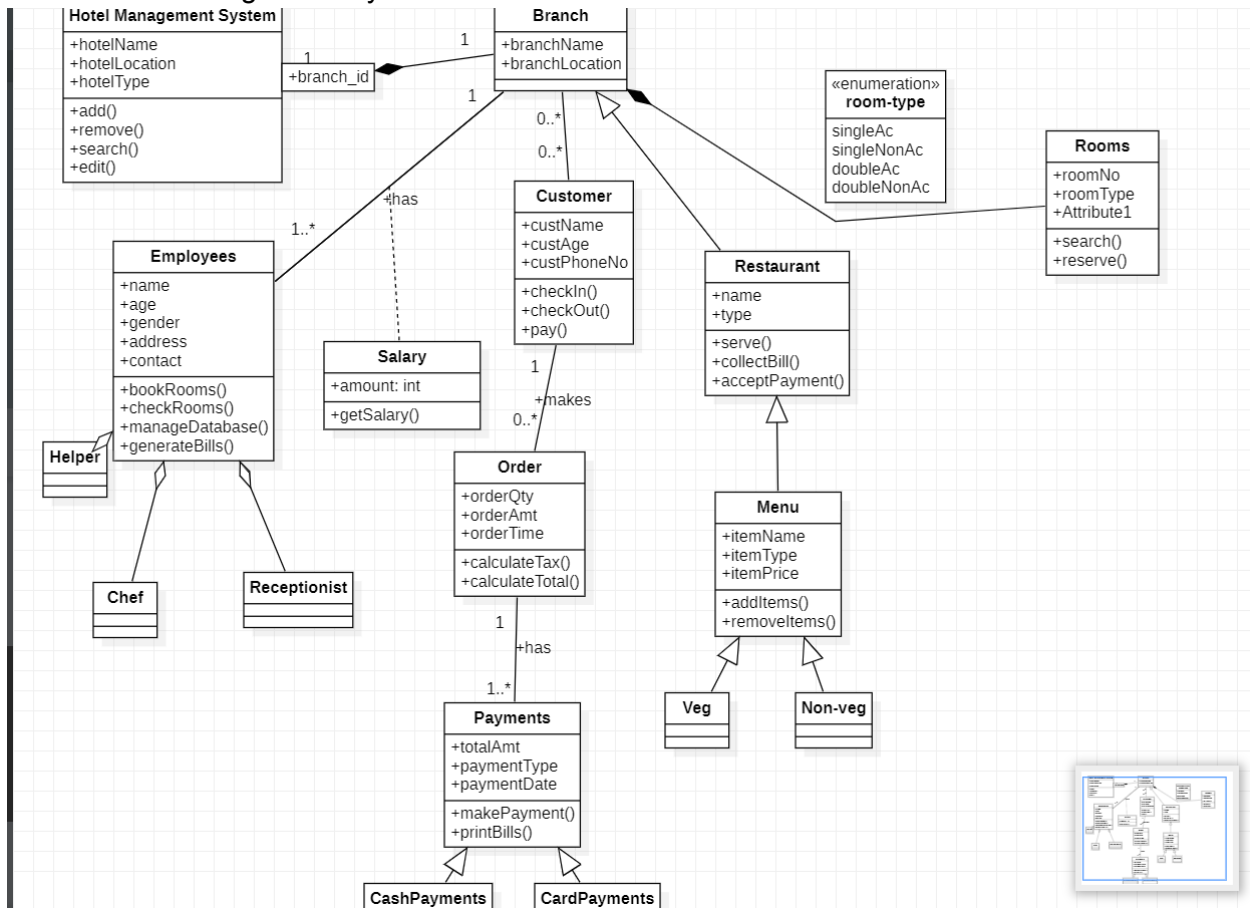 Hotel Management System
+hotelName
+hotelLocation
+hotelType
+add()
+remove()
+search()
+edit()
1
+branch_id
1
Branch
+branchName
+branchLocation
1
0..*
0..*
+has
1..*
«enumeration»
room-type
singleAc
singleNonAc
doubleAc
doubleNonAc
Rooms
+roomNo
+roomType
+Attribute1
+search()
+reserve()
Customer
+custName
+custAge
+custPhoneNo
+checkIn()
+checkOut()
+pay()
Employees
+name
+age
+gender
+address
+contact
+bookRooms()
+checkRooms()
+manageDatabase()
+generateBills()
Restaurant
+name
+type
+serve()
+collectBill()
+acceptPayment()
Salary
+amount: int
+getSalary()
1
+makes
0..*
Helper
Chef
Receptionist
Order
+orderQty
+orderAmt
+orderTime
+calculateTax()
+calculateTotal()
Menu
+itemName
+itemType
+itemPrice
+addItems()
+removeItems()
1
+has
1..*
Veg
Non-veg
Payments
+totalAmt
+paymentType
+paymentDate
+makePayment()
+printBills()
CashPayments
CardPayments